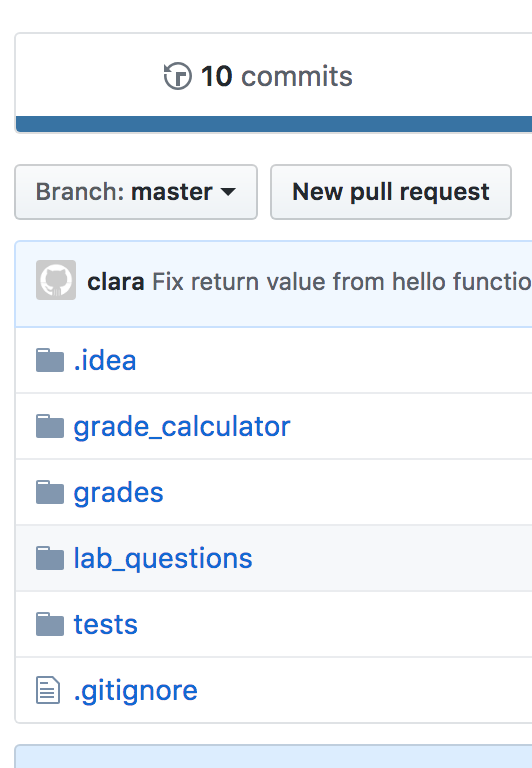 10 commits
Branch: master
New pull request
clara Fix return value from hello functio
.idea
grade_calculator
grades
lab_questions
tests
.gitignore